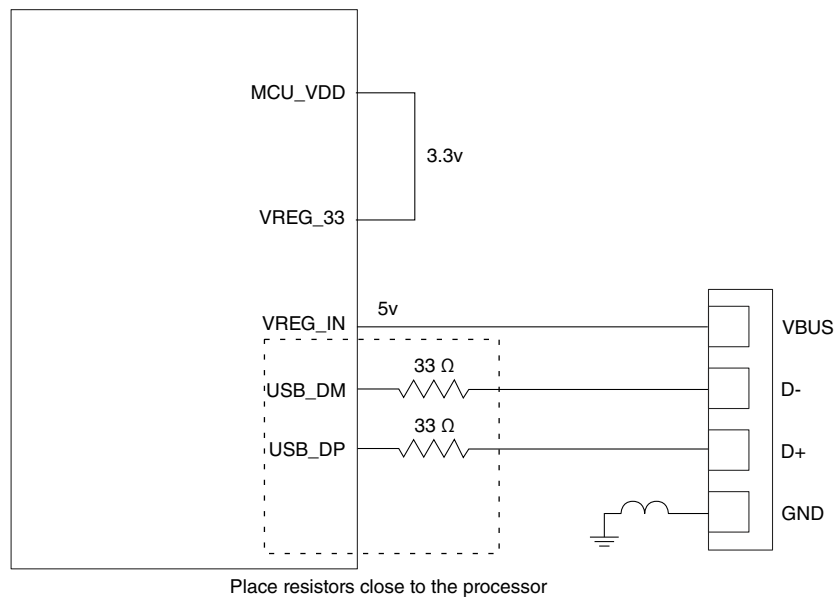 MCU_VDD
3.3v
VREG_33
5v
VREG_IN
VBUS
33 Ω
USB_DM
D-
33 Ω
USB_DP
D+
GND
Place resistors close to the processor